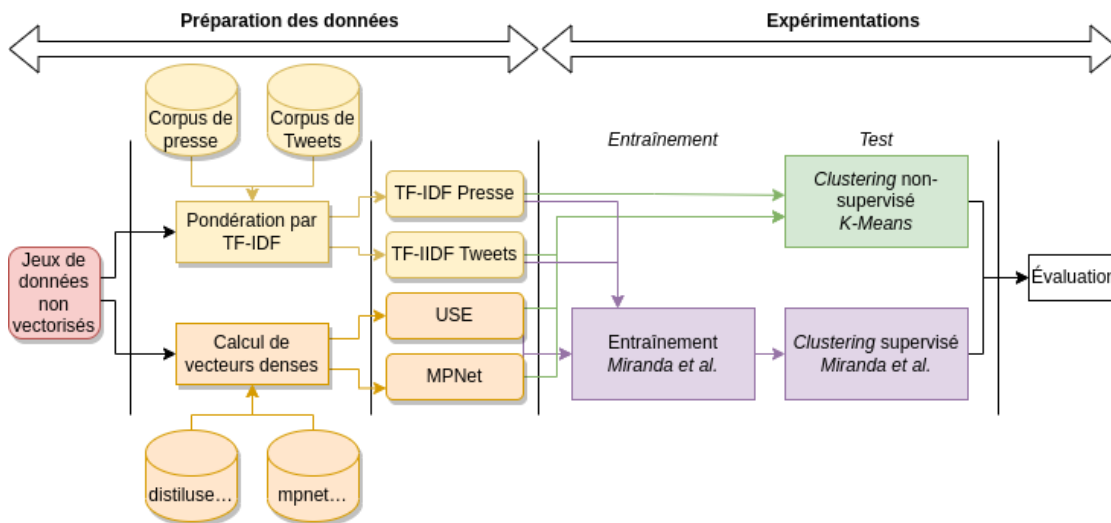 Préparation des données
Expérimentations
Corpus de
presse
Corpus de
Tweets
Entraînement
Test
Pondération par
TF-IDF
TF-IDF Presse
TF-IIDF Tweets
Clustering non-
supervisé
K-Means
Jeux de
données
non
vectorisés
Évaluation
Calcul de
vecteurs denses
USE
MPNet
Entraînement
Miranda et al.
Clustering supervisé
Miranda et al.
distiluse…
mpnet…